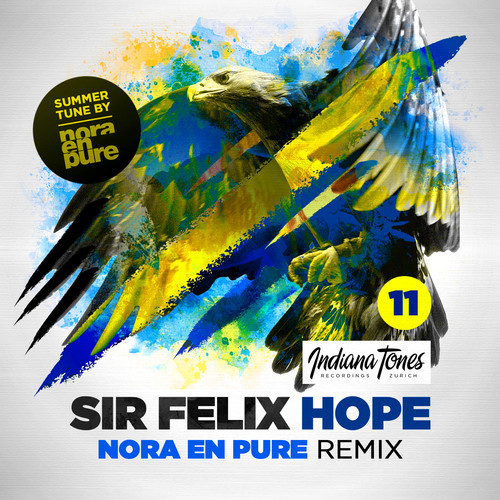 SUMMER
TUNE BY
nora
en
pure
11
Indiana Tones
RECORDINGS ZURICH
SIR FELIX HOPE
NORA EN PURE REMIX